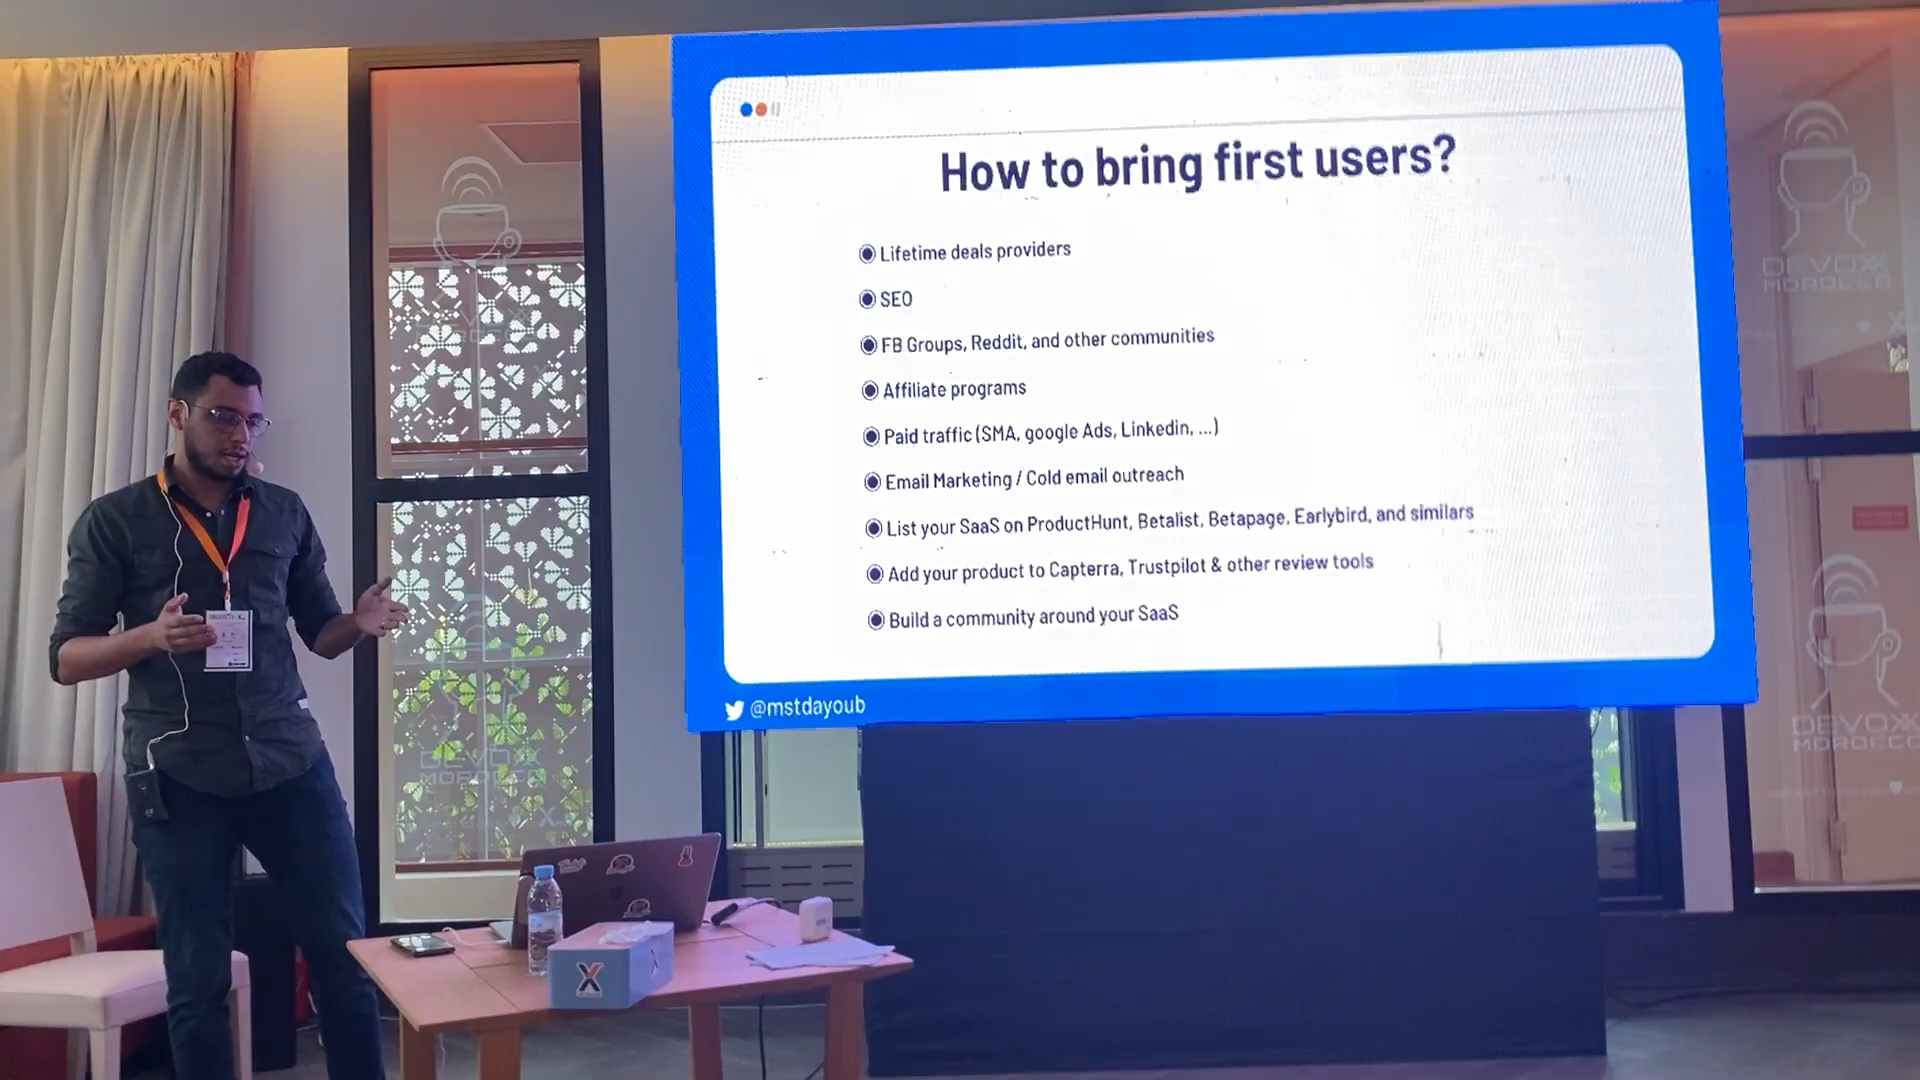 How to bring first users?
Lifetime deals providers
SEO
FB Groups, Reddit, and other communities
Affiliate programs
Paid traffic (SMA, google Ads, Linkedin, ...)
Email Marketing / Cold email outreach
List your SaaS on ProductHunt, Betalist, Betapage, Earlybird, and similars
Add your product to Capterra, Trustpilot & other review tools
Build a community around your SaaS
@mstdayoub
DEVOXX
MOROCCO
DEVOXX
MOROCCO
DEVOXX
MOROCCO